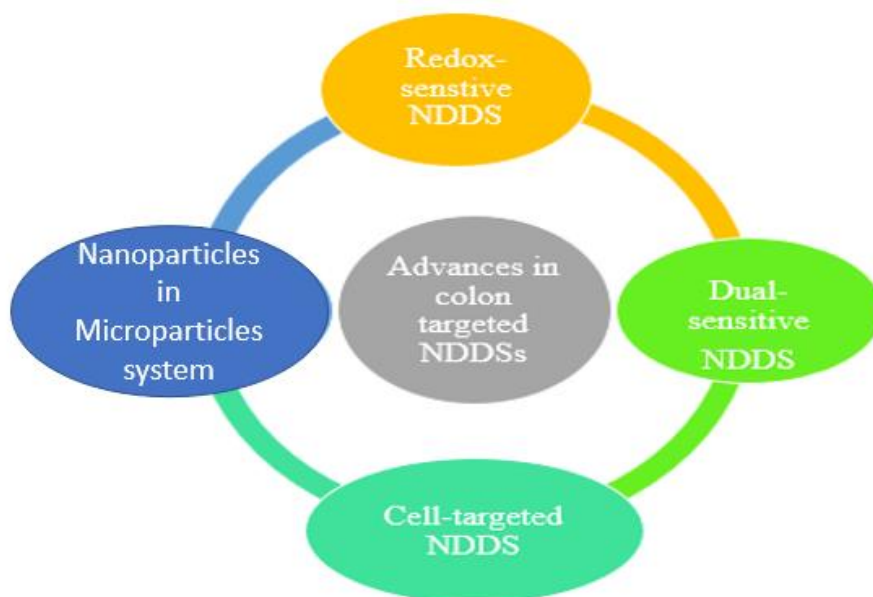 Redox-
senstive
NDDS
Nanoparticles
in
Microparticles
system
Advances in
colon
targeted
NDDSs
Dual-
sensitive
NDDS
Cell-targeted
NDDS